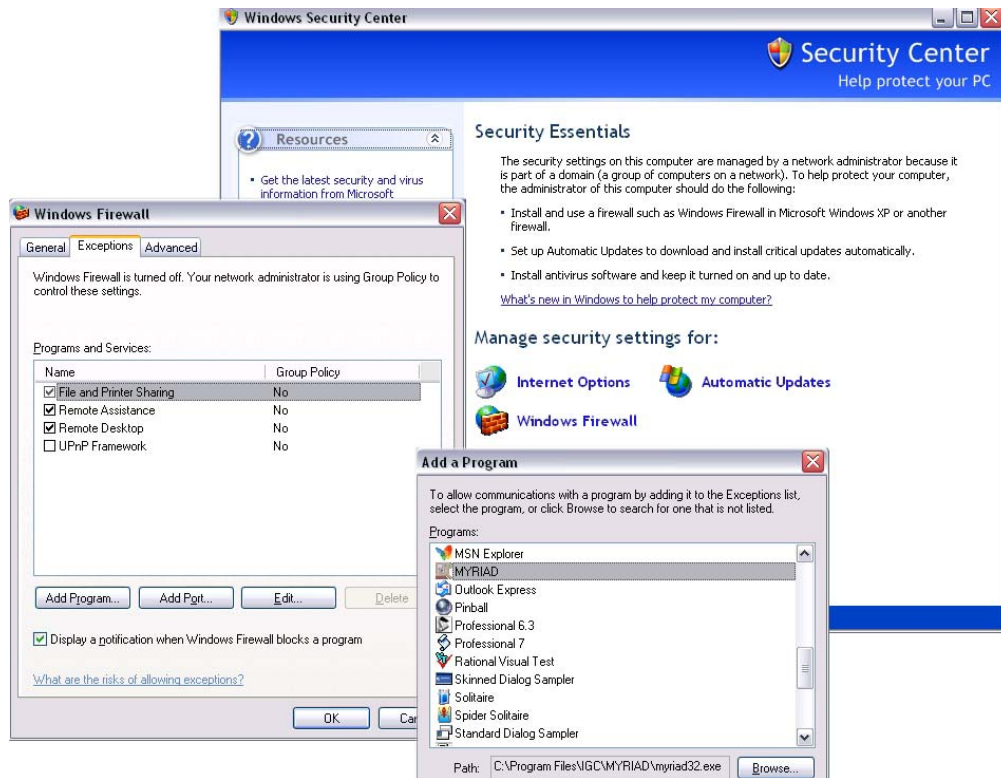 Windows Security Center
Security Center
Help protect your PC
Resources
Get the latest security and virus
information from Microsoft
Security Essentials
The security settings on this computer are managed by a network administrator because it
is part of a domain (a group of computers on a network). To help protect your computer,
the administrator of this computer should do the following:
Install and use a firewall such as Windows Firewall in Microsoft Windows XP or another
firewall.
Set up Automatic Updates to download and install critical updates automatically.
Install antivirus software and keep it turned on and up to date.
What's new in Windows to help protect my computer?
Manage security settings for:
Internet Options
Automatic Updates
Windows Firewall
Windows Firewall
General Exceptions Advanced
Windows Firewall is turned off. Your network administrator is using Group Policy to
control these settings.
Programs and Services:
Name Group Policy
File and Printer Sharing No
Remote Assistance No
Remote Desktop No
UPnP Framework No
Add Program... Add Port... Edit... Delete
Display a notification when Windows Firewall blocks a program
What are the risks of allowing exceptions?
OK
Add a Program
To allow communications with a program by adding it to the Exceptions list,
select the program, or click Browse to search for one that is not listed.
Programs:
MSN Explorer
MYRIAD
Outlook Express
Pinball
Professional 6.3
Professional 7
Rational Visual Test
Skinned Dialog Sampler
Solitaire
Spider Solitaire
Standard Dialog Sampler
Path: C:\Program Files\IGC\MYRIAD\myriad32.exe Browse...